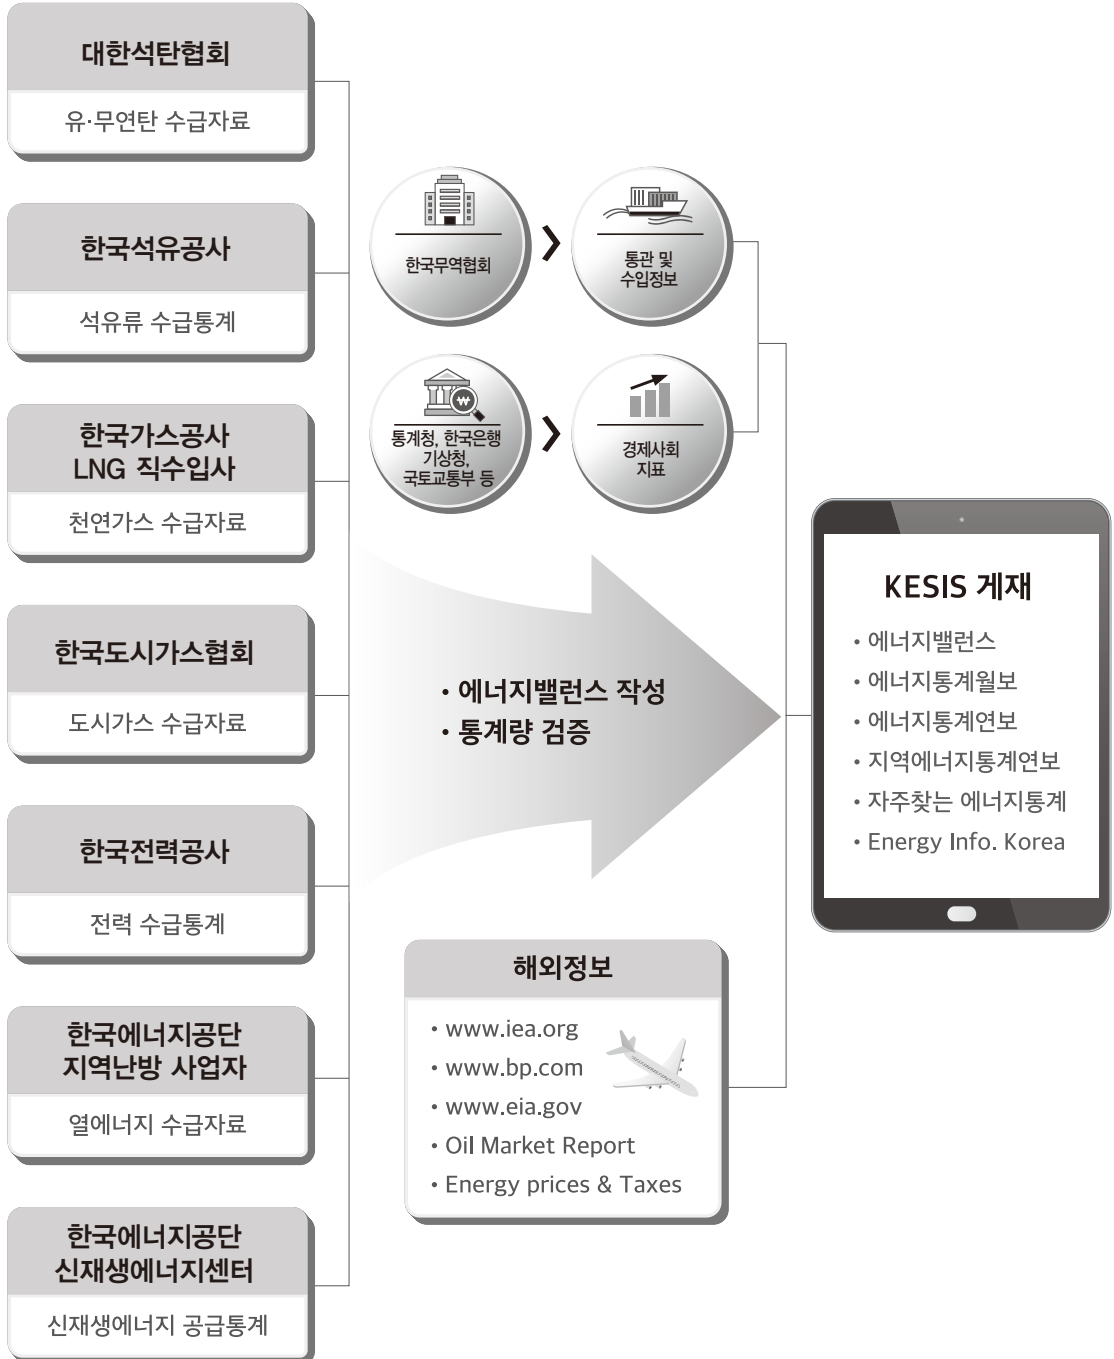 대한석탄협회
유·무연탄 수급자료
한국석유공사
석유류 수급통계
한국가스공사
LNG 직수입사
천연가스 수급자료
한국도시가스협회
도시가스 수급자료
한국전력공사
전력 수급통계
한국에너지공단
지역난방 사업자
열에너지 수급자료
한국에너지공단
신재생에너지센터
신재생에너지 공급통계
한국무역협회
통관 및
수입정보
통계청, 한국은행
기상청,
국토교통부 등
경제사회
지표
• 에너지밸런스 작성
• 통계량 검증
해외정보
• www.iea.org
• www.bp.com
• www.eia.gov
• Oil Market Report
• Energy prices & Taxes
KESIS 게재
• 에너지밸런스
• 에너지통계월보
• 에너지통계연보
• 지역에너지통계연보
• 자주찾는 에너지통계
• Energy Info. Korea